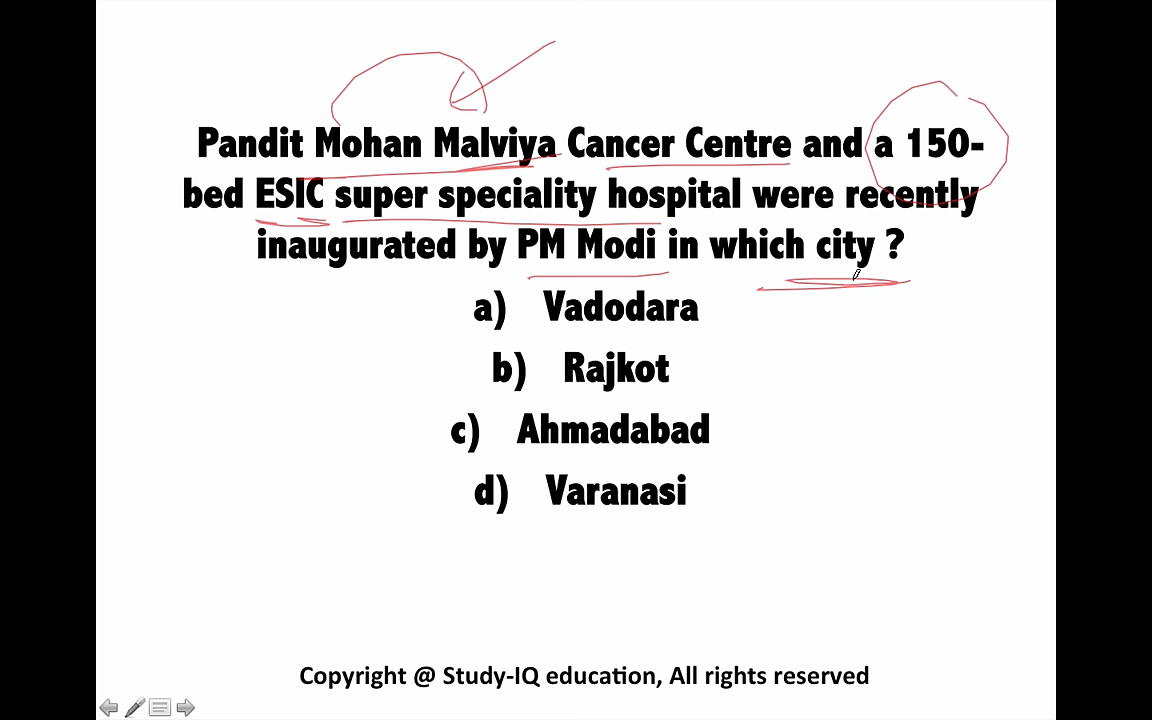 Pandit Mohan Malviya Cancer Centre and a 150-
bed ESIC super speciality hospital were recently
inaugurated by PM Modi in which city ?
a) Vadodara
b) Rajkot
c) Ahmadabad
d) Varanasi
Copyright @ Study-IQ education, All rights reserved